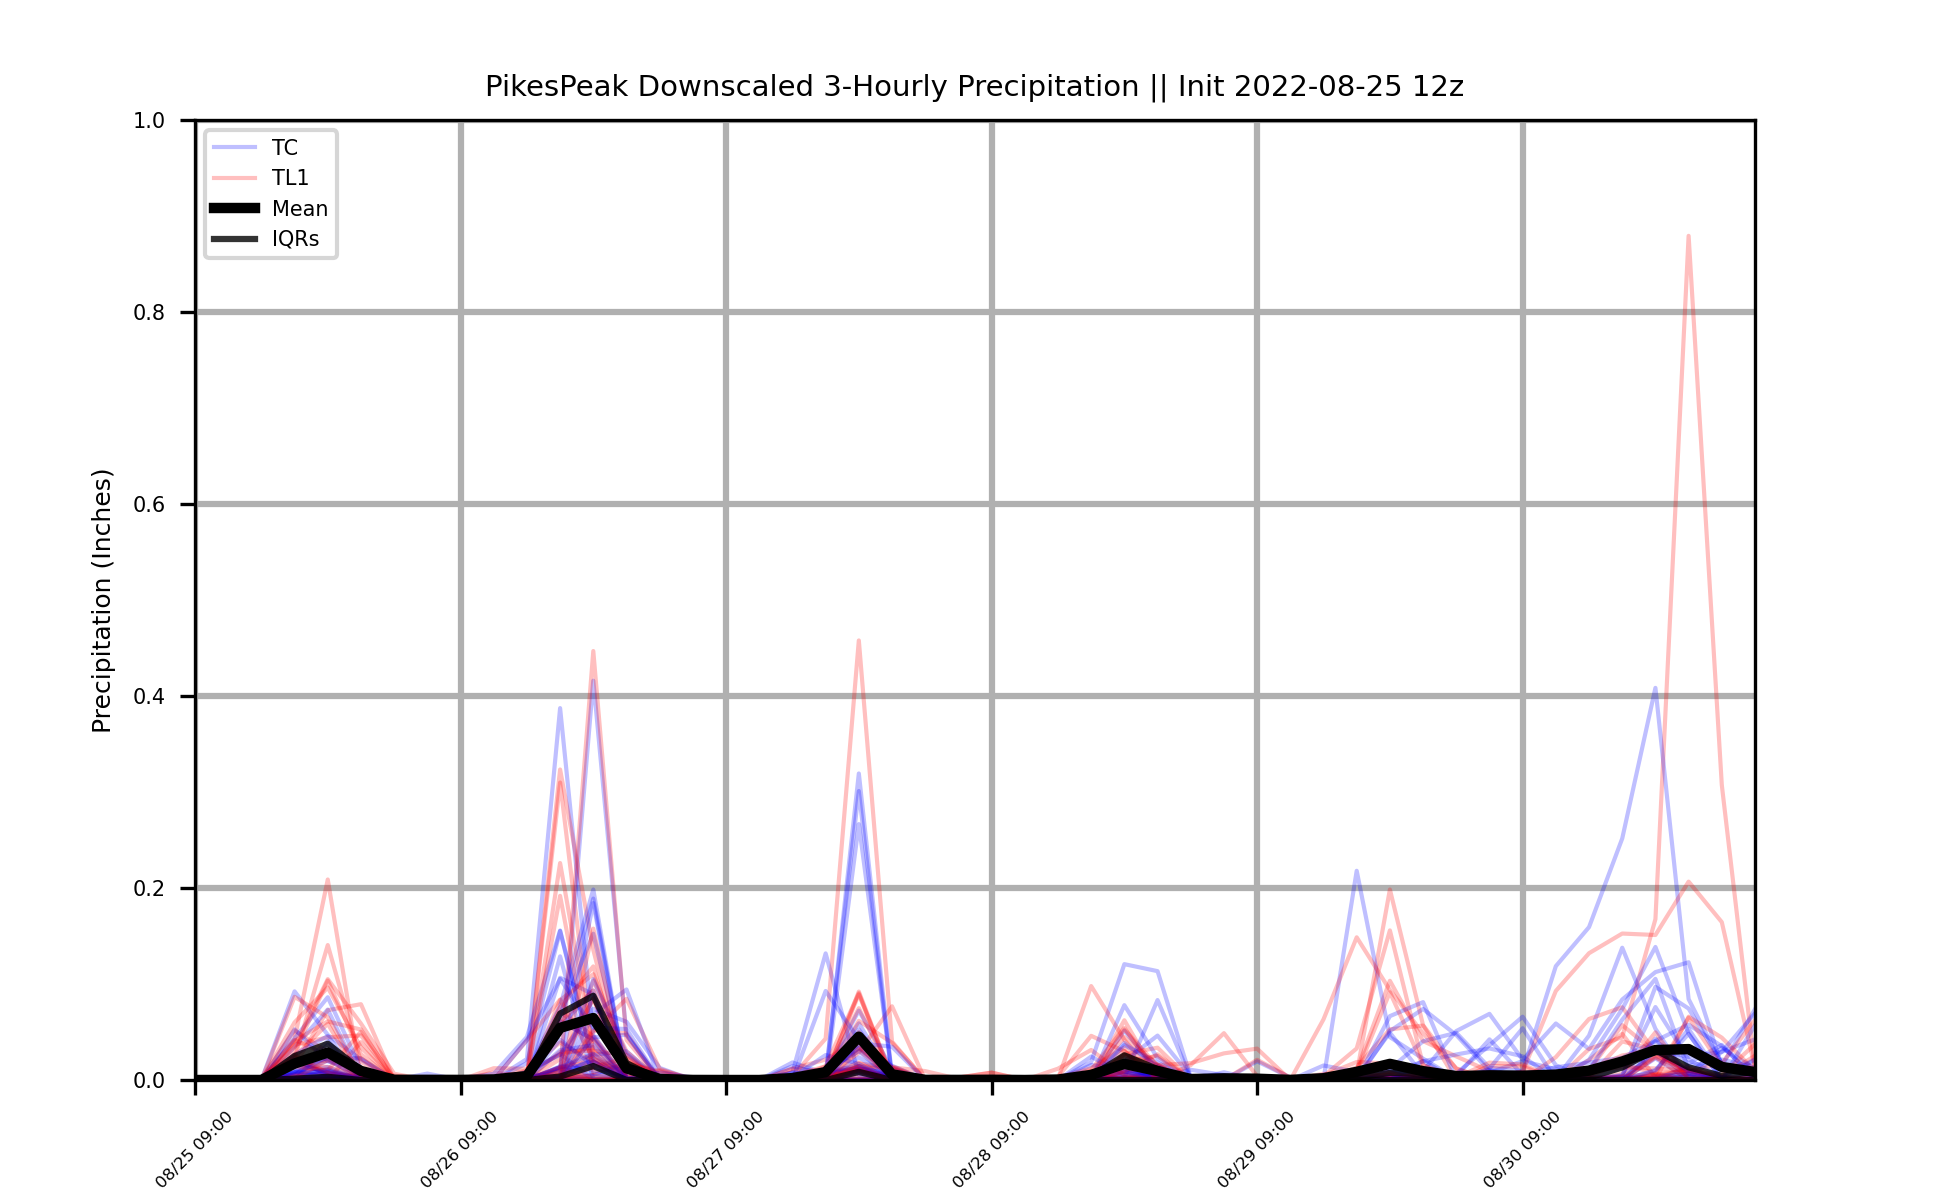 PikesPeak Downscaled 3-Hourly Precipitation || Init 2022-08-25 12z
1.0
0.8
0.6
0.4
0.2
0.0
Precipitation (Inches)
TC
TL1
Mean
IQRs
08/25 09:00
08/26 09:00
08/27 09:00
08/28 09:00
08/29 09:00
08/30 09:00